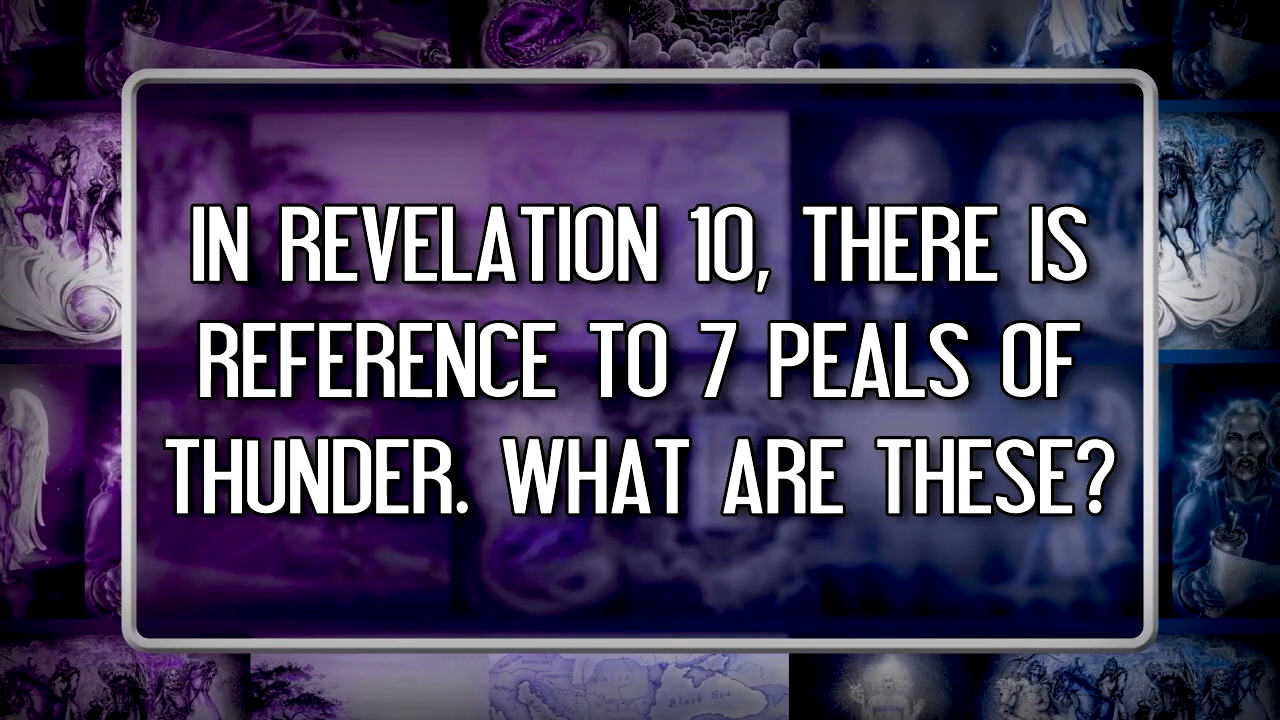 IN REVELATION 10, THERE IS
REFERENCE TO 7 PEALS OF
THUNDER. WHAT ARE THESE?
Black Sea